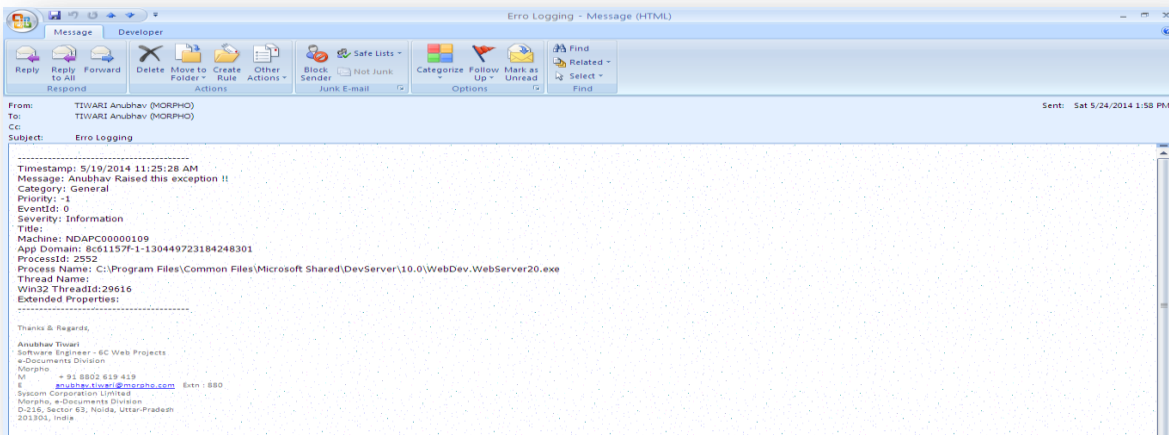 Erro Logging - Message (HTML)
Message Developer
Reply
Reply to All
Forward
Respond
Delete
Move to Folder
Create Rule
Other Actions
Actions
Block Sender
Safe Lists
Not Junk
Junk E-mail
Categorize
Follow Up
Mark as Unread
Options
Find
Related
Select
Find
From: TIWARI Anubhav (MORPHO) Sent: Sat 5/24/2014 1:58 PM
To: TIWARI Anubhav (MORPHO)
Cc:
Subject: Erro Logging
----------------------------------------
Timestamp: 5/19/2014 11:25:28 AM
Message: Anubhav Raised this exception !!
Category: General
Priority: -1
EventId: 0
Severity: Information
Title:
Machine: NDAPC00000109
App Domain: 8c61157f-1-130449723184248301
ProcessId: 2552
Process Name: C:\Program Files\Common Files\Microsoft Shared\DevServer\10.0\WebDev.WebServer20.exe
Thread Name:
Win32 ThreadId:29616
Extended Properties:
----------------------------------------
Thanks & Regards,
Anubhav Tiwari
Software Engineer - 6C Web Projects
e-Documents Division
Morpho
M + 91 8802 619 419
E anubhav.tiwari@morpho.com Extn : 880
Syscom Corporation Limited
Morpho, e-Documents Division
D-216, Sector 63, Noida, Uttar-Pradesh
201301, India